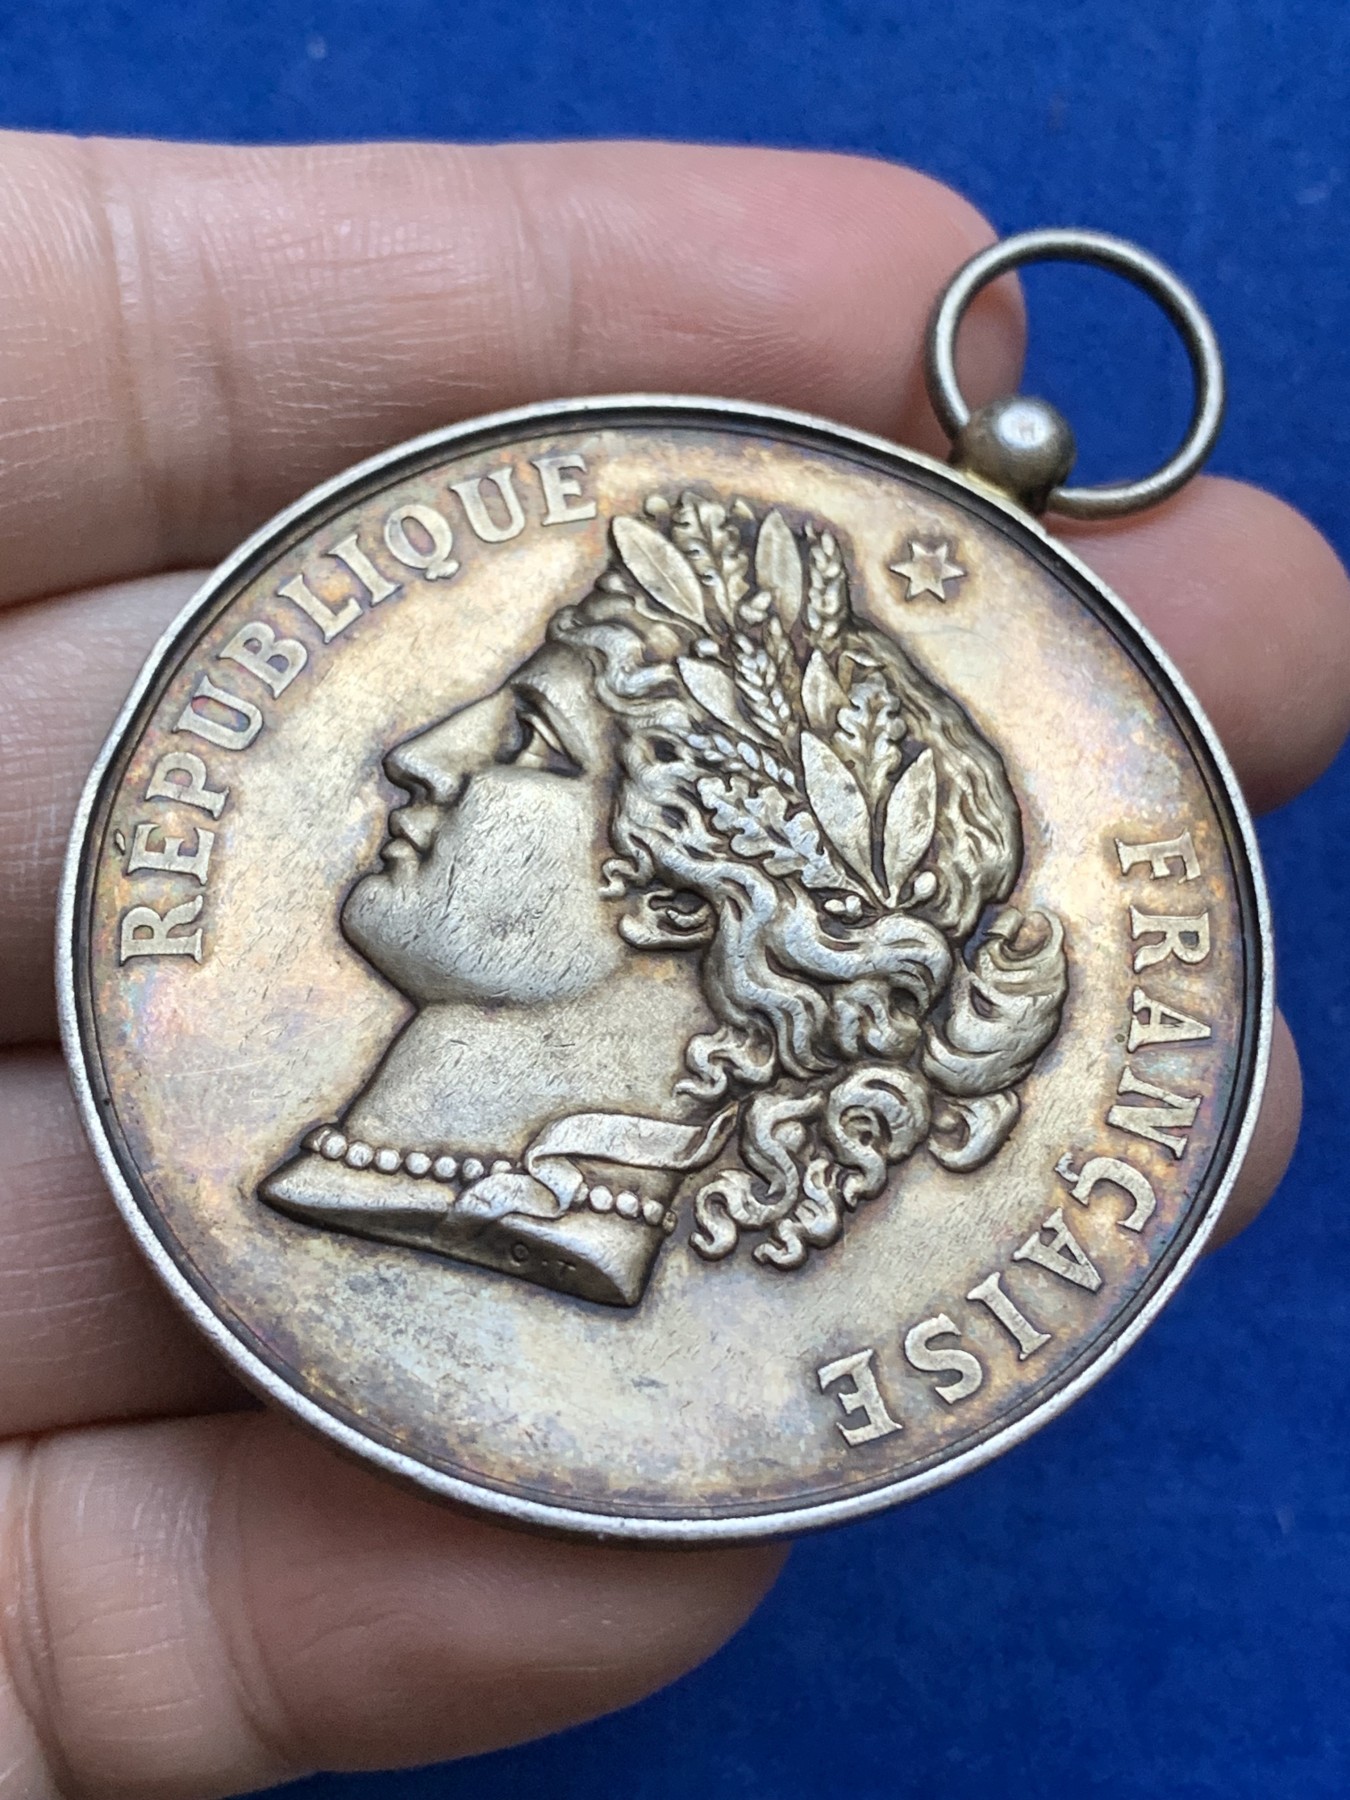 RÉPUBLIQUE
FRANÇAISE
C · T